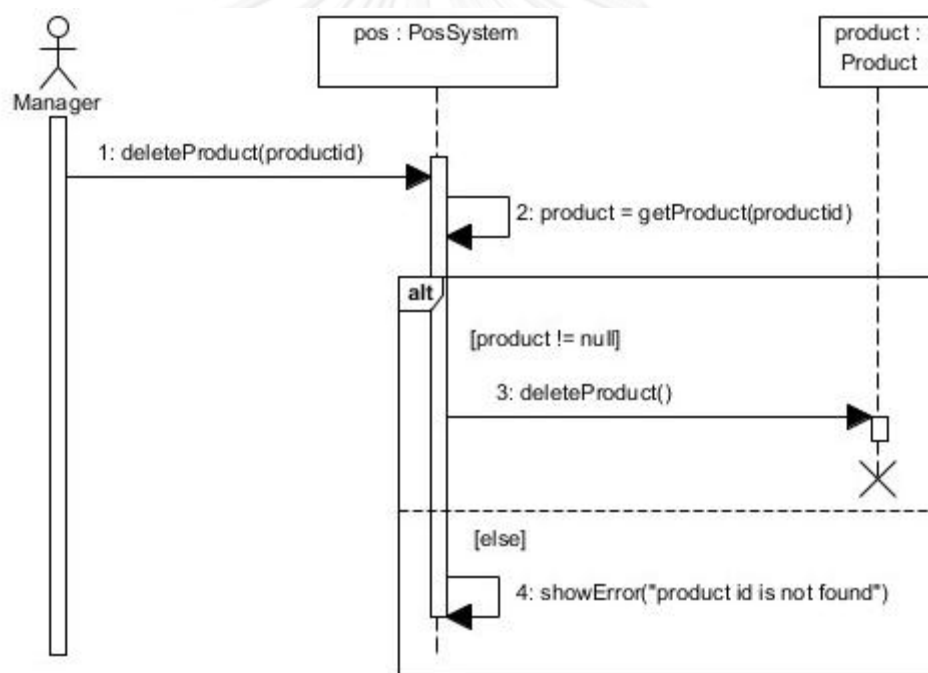 pos : PosSystem
product :
Product
Manager
1: deleteProduct(productid)
2: product = getProduct(productid)
alt
[product != null]
3: deleteProduct()
[else]
4: showError("product id is not found")